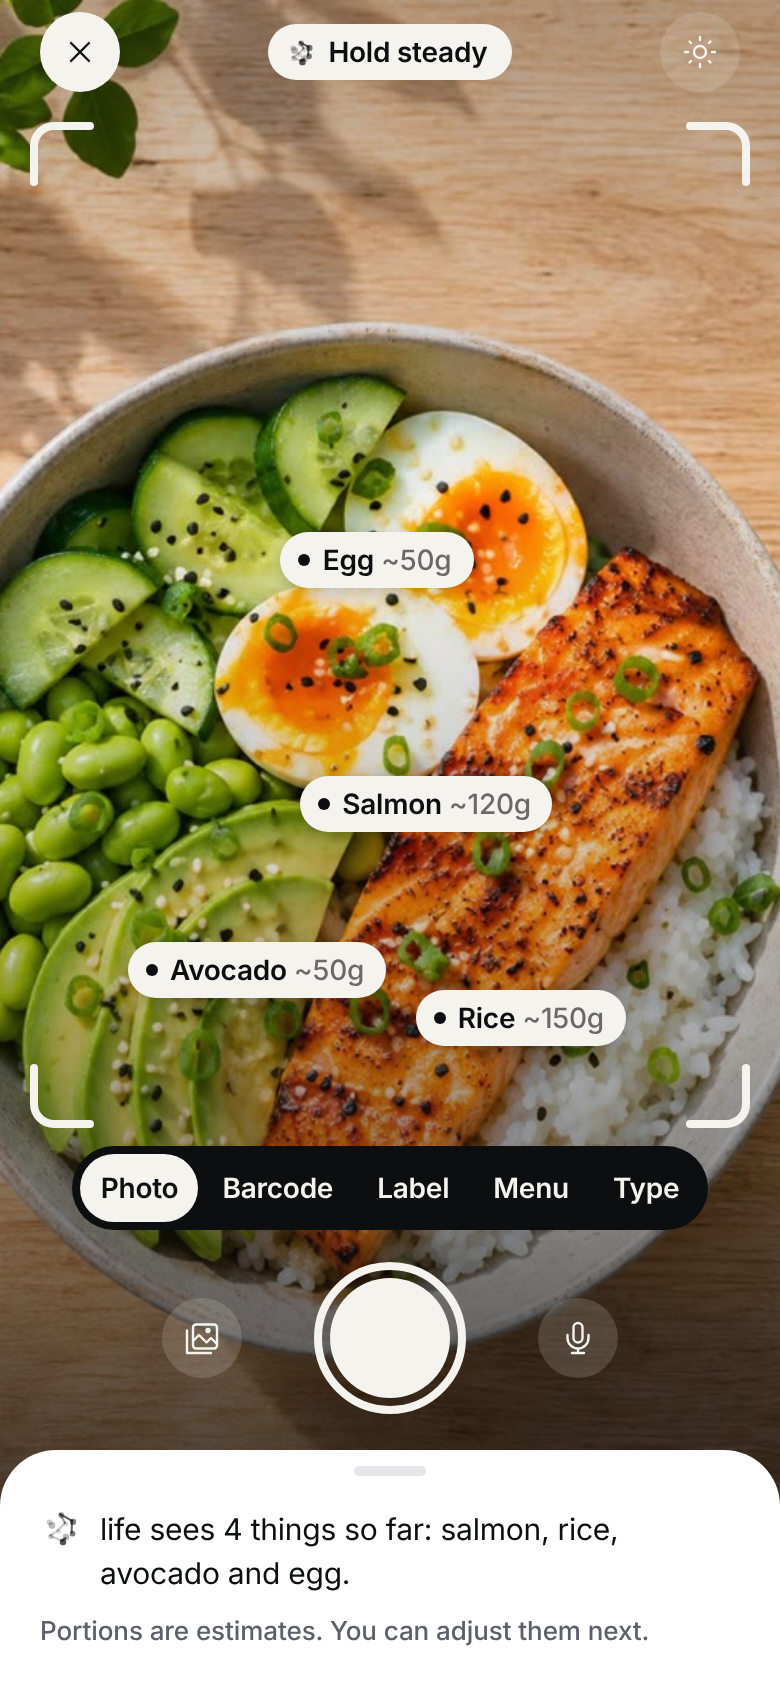 Hold steady
Egg ~50g
Salmon ~120g
Avocado ~50g
Rice ~150g
Photo Barcode Label Menu Type
life sees 4 things so far: salmon, rice,
avocado and egg.
Portions are estimates. You can adjust them next.